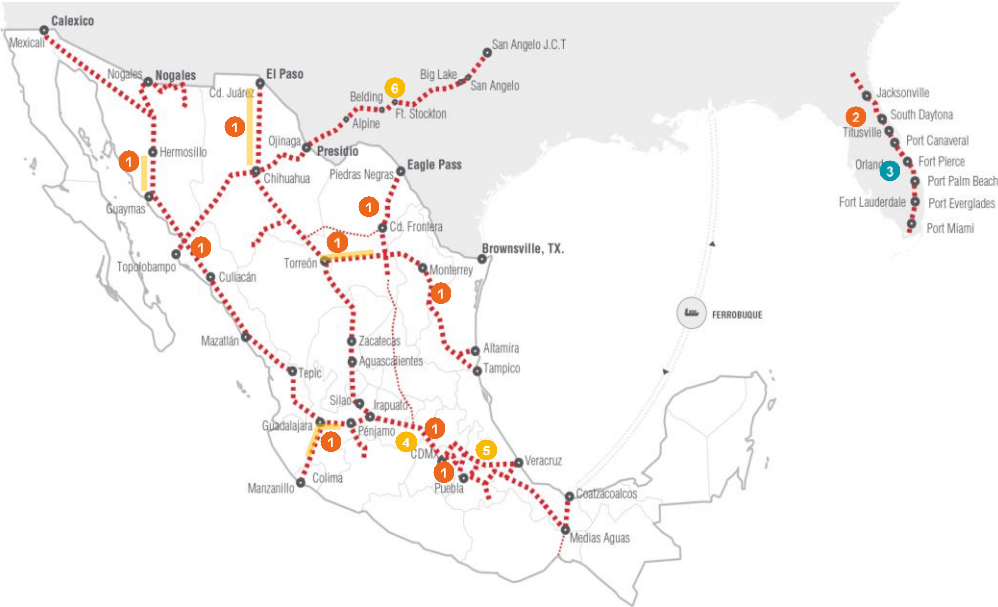 Calexico
Mexicali
Nogales
Nogales
El Paso
Cd. Juárez
San Angelo J.C.T
Big Lake
San Angelo
6
Belding
Ft. Stockton
Alpine
1
Ojinaga
Presidio
Hermosillo
1
Chihuahua
Piedras Negras
Eagle Pass
Guaymas
1
Cd. Frontera
1
1
Topolobampo
Torreón
Monterrey
Brownsville, TX.
Culiacán
1
FERROBUQUE
Mazatlán
Zacatecas
Altamira
Aguascalientes
Tampico
Tepic
Silao
Irapuato
Guadalajara
Pénjamo
1
4
1
5
CDMX
1
Veracruz
Colima
Manzanillo
Puebla
Coatzacoalcos
Medias Aguas
Jacksonville
2
South Daytona
Titusville
Port Canaveral
Orlando
3
Fort Pierce
Port Palm Beach
Fort Lauderdale
Port Everglades
Port Miami